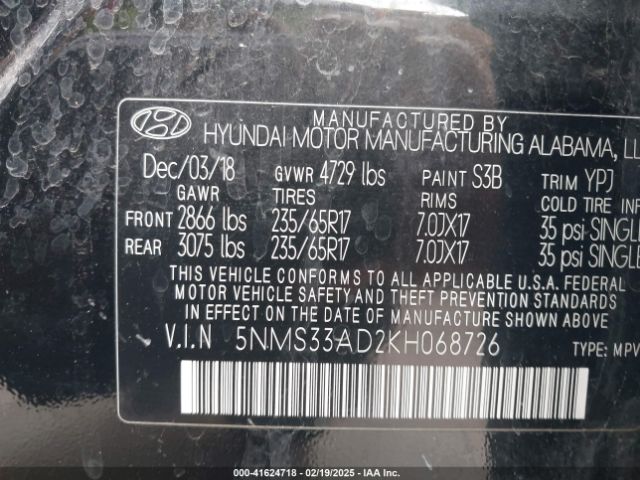 MANUFACTURED BY
HYUNDAI MOTOR MANUFACTURING ALABAMA,
Dec/03/18 GVWR 4729 lbs PAINT S3B TRIM YPJ
GAWR TIRES RIMS COLD TIRE
FRONT 2866 lbs 235/65R17 7.0JX17 35 psi SINGLE
REAR 3075 lbs 235/65R17 7.0JX17 35 psi SINGLE
THIS VEHICLE CONFORMS TO ALL APPLICABLE U.S.A. FEDERAL
MOTOR VEHICLE SAFETY AND THEFT PREVENTION STANDARDS
IN EFFECT ON THE DATE OF MANUFACTURE SHOWN ABOVE.
V.I.N 5NMS33AD2KH068726 TYPE: MPV
000-41624718 - 02/19/2025 - IAA Inc.